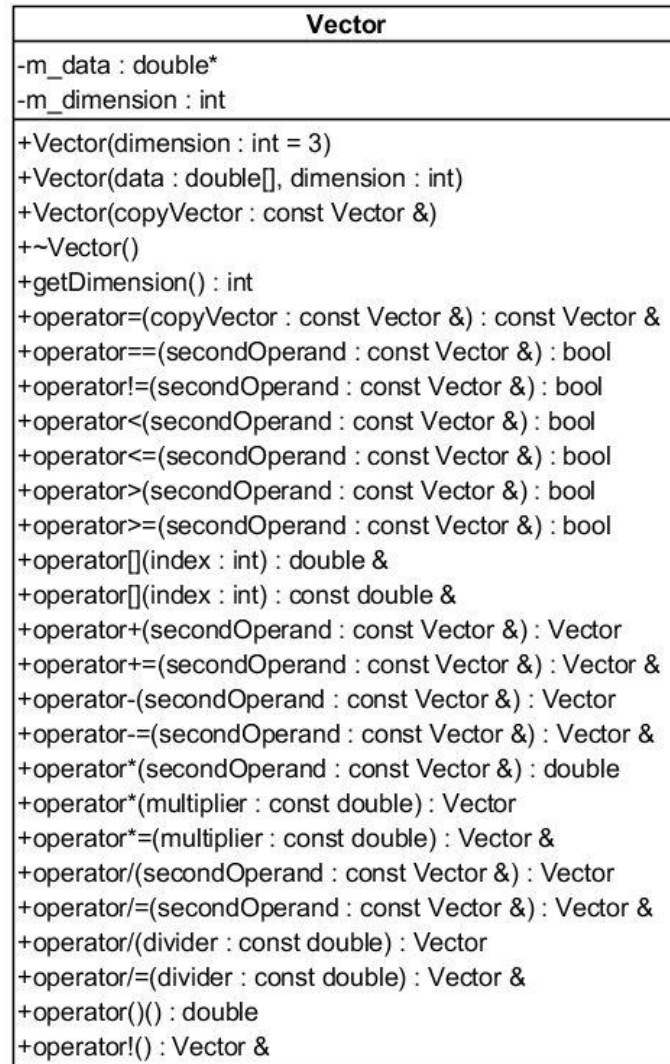 Vector
-m_data : double*
-m_dimension : int
+Vector(dimension : int = 3)
+Vector(data : double[], dimension : int)
+Vector(copyVector : const Vector &)
+~Vector()
+getDimension() : int
+operator=(copyVector : const Vector &) : const Vector &
+operator==(secondOperand : const Vector &) : bool
+operator!=(secondOperand : const Vector &) : bool
+operator<(secondOperand : const Vector &) : bool
+operator<=(secondOperand : const Vector &) : bool
+operator>(secondOperand : const Vector &) : bool
+operator>=(secondOperand : const Vector &) : bool
+operator[](index : int) : double &
+operator[](index : int) : const double &
+operator+(secondOperand : const Vector &) : Vector
+operator+=(secondOperand : const Vector &) : Vector &
+operator-(secondOperand : const Vector &) : Vector
+operator-=(secondOperand : const Vector &) : Vector &
+operator*(secondOperand : const Vector &) : double
+operator*(multiplier : const double) : Vector
+operator*=(multiplier : const double) : Vector &
+operator/(secondOperand : const Vector &) : Vector
+operator/=(secondOperand : const Vector &) : Vector &
+operator/(divider : const double) : Vector
+operator/=(divider : const double) : Vector &
+operator()() : double
+operator!() : Vector &